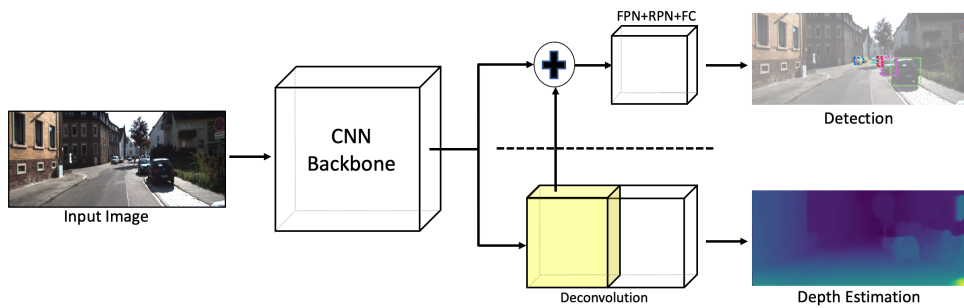 FPN+RPN+FC
CNN
Backbone
Detection
Input Image
Deconvolution
Depth Estimation